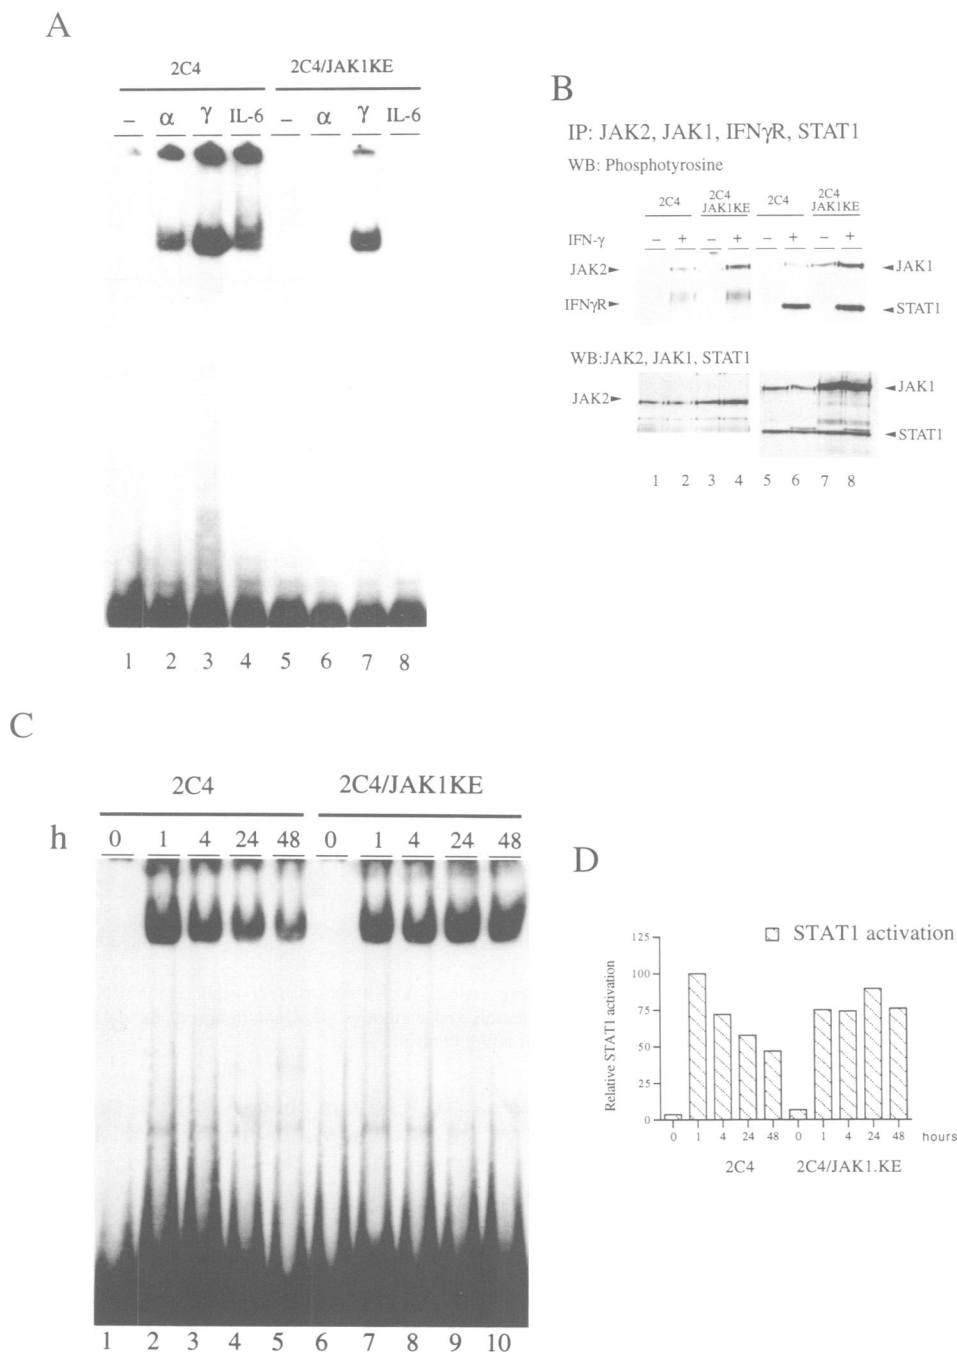 A
2C4 2C4/JAK1KE
– α γ IL-6 – α γ IL-6
1 2 3 4 5 6 7 8
B
IP: JAK2, JAK1, IFNγR, STAT1
WB: Phosphotyrosine
2C4 2C4 JAK1KE 2C4 2C4 JAK1KE
IFN-γ – + – + – + – +
JAK2 JAK1
IFNγR STAT1
WB:JAK2, JAK1, STAT1
JAK2 JAK1
STAT1
1 2 3 4 5 6 7 8
C
2C4 2C4/JAK1KE
h 0 1 4 24 48 0 1 4 24 48
1 2 3 4 5 6 7 8 9 10
D
STAT1 activation
Relative STAT1 activation
125
100
75
50
25
0
0 1 4 24 48 0 1 4 24 48 hours
2C4 2C4/JAK1.KE